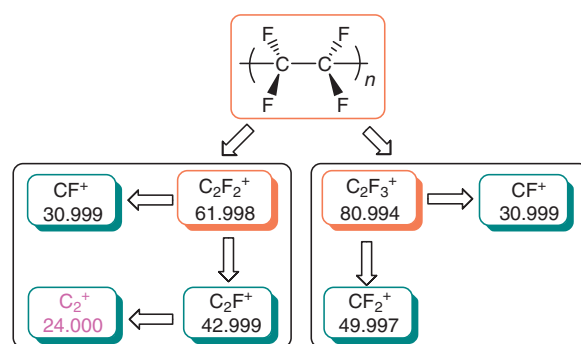 F F
( C C )n
F F
C₂F₂⁺
61.998
CF⁺
30.999
C₂F⁺
42.999
C₂⁺
24.000
C₂F₃⁺
80.994
CF⁺
30.999
CF₂⁺
49.997